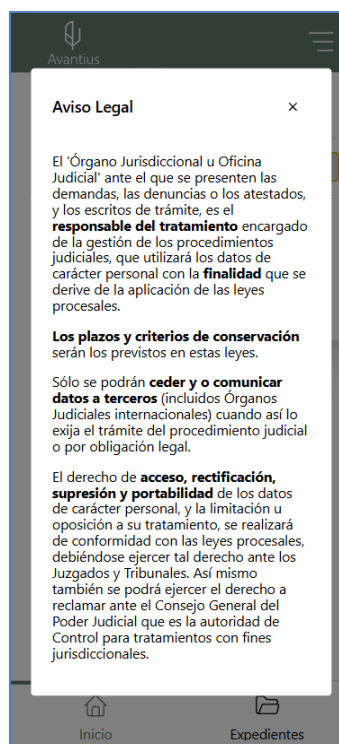 Avantius
Aviso Legal ×
El 'Órgano Jurisdiccional u Oficina
Judicial' ante el que se presenten las
demandas, las denuncias o los atestados,
y los escritos de trámite, es el
responsable del tratamiento encargado
de la gestión de los procedimientos
judiciales, que utilizará los datos de
carácter personal con la finalidad que se
derive de la aplicación de las leyes
procesales.
Los plazos y criterios de conservación
serán los previstos en estas leyes.
Sólo se podrán ceder y o comunicar
datos a terceros (incluidos Órganos
Judiciales internacionales) cuando así lo
exija el trámite del procedimiento judicial
o por obligación legal.
El derecho de acceso, rectificación,
supresión y portabilidad de los datos
de carácter personal, y la limitación u
oposición a su tratamiento, se realizará
de conformidad con las leyes procesales,
debiéndose ejercer tal derecho ante los
Juzgados y Tribunales. Así mismo
también se podrá ejercer el derecho a
reclamar ante el Consejo General del
Poder Judicial que es la autoridad de
Control para tratamientos con fines
jurisdiccionales.
Inicio Expedientes